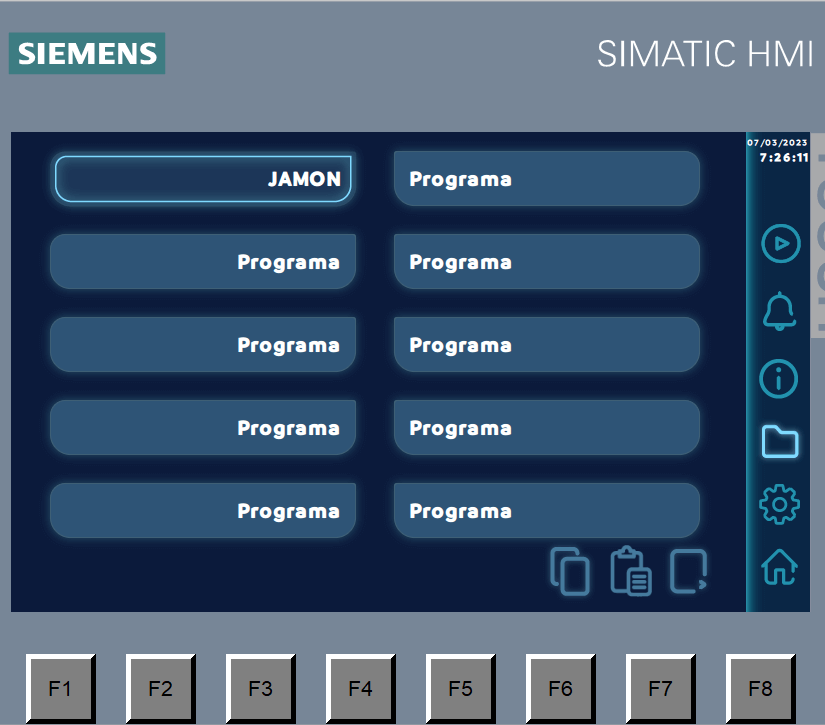 SIEMENS
SIMATIC HMI
07/03/2023
7:26:11
JAMON
Programa
Programa
Programa
Programa
Programa
Programa
Programa
Programa
Programa
F1
F2
F3
F4
F5
F6
F7
F8